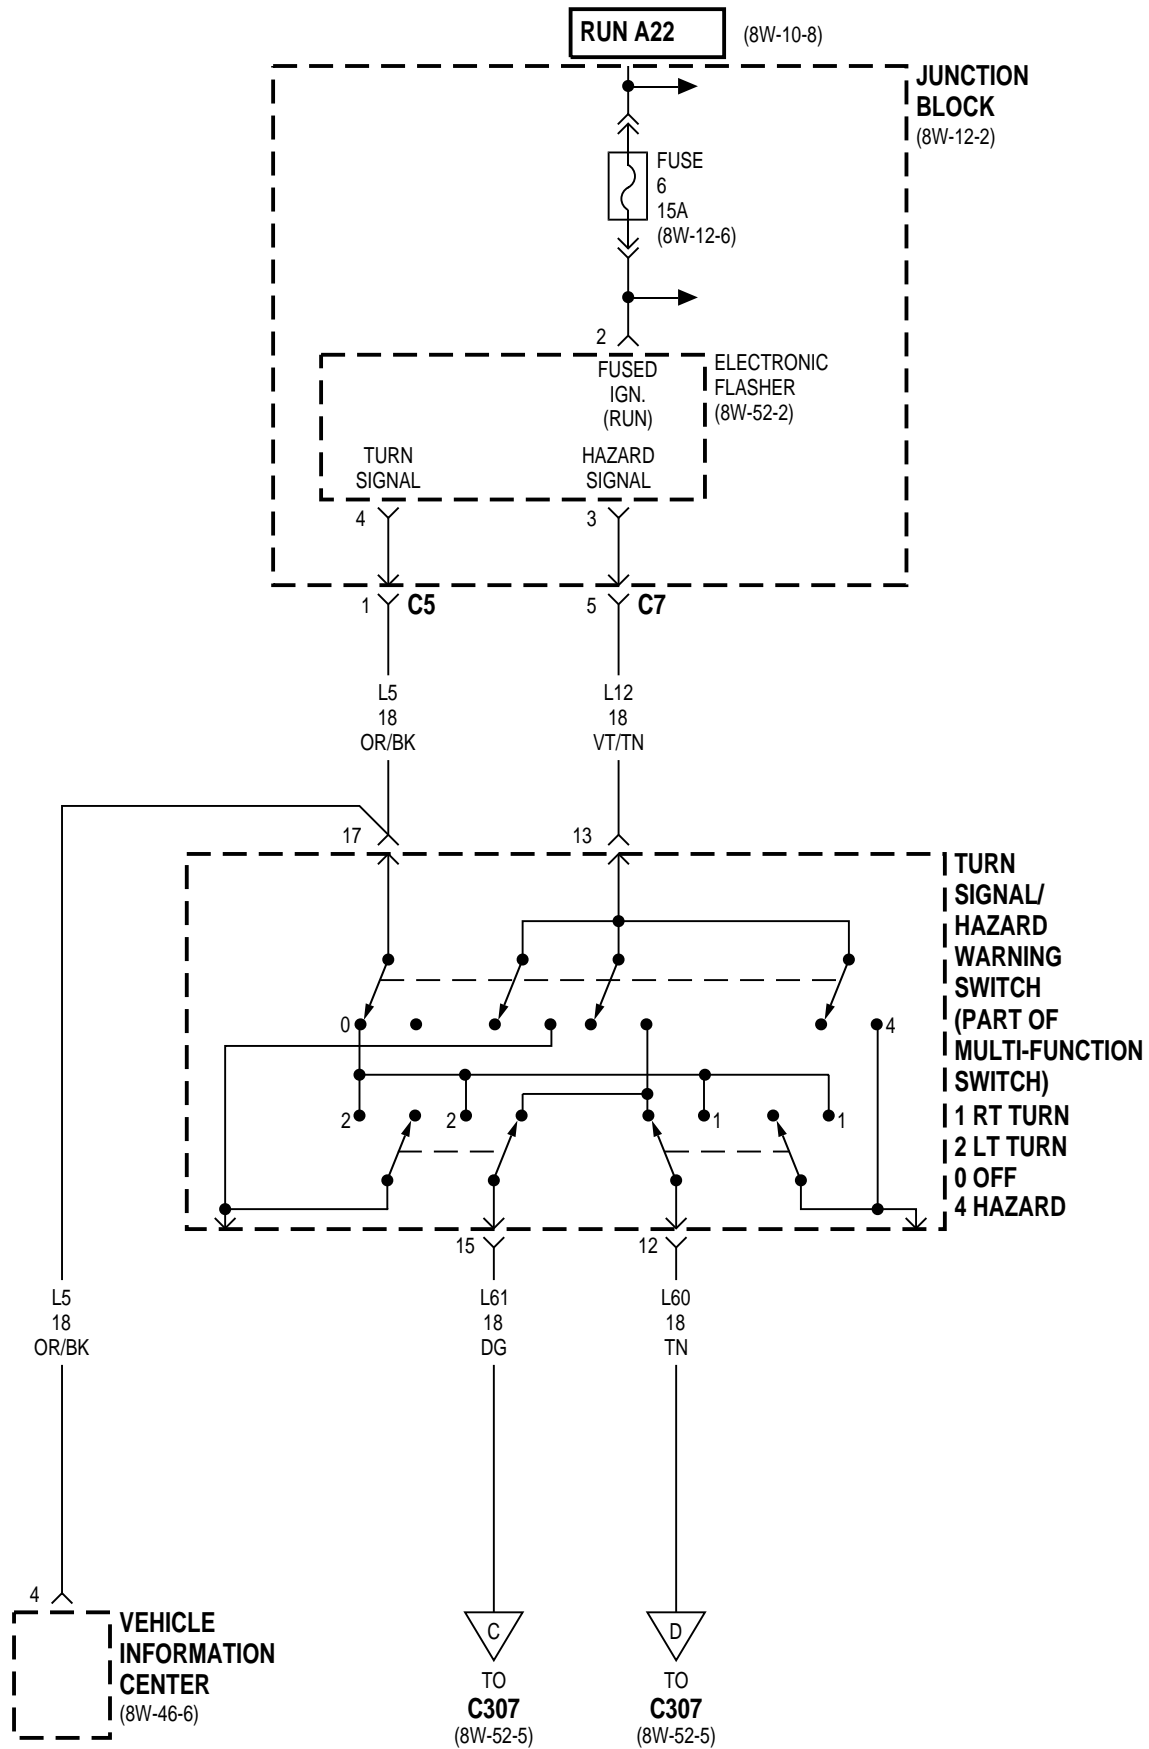 RUN A22
(8W-10-8)
JUNCTION
BLOCK
(8W-12-2)
FUSE
6
15A
(8W-12-6)
2
FUSED
IGN.
(RUN)
ELECTRONIC
FLASHER
(8W-52-2)
TURN
SIGNAL
HAZARD
SIGNAL
4
3
1
C5
5
C7
L5
18
OR/BK
L12
18
VT/TN
17
13
TURN
SIGNAL/
HAZARD
WARNING
SWITCH
(PART OF
MULTI-FUNCTION
SWITCH)
1 RT TURN
2 LT TURN
0 OFF
4 HAZARD
0
4
2
2
1
1
15
12
L5
18
OR/BK
L61
18
DG
L60
18
TN
4
VEHICLE
INFORMATION
CENTER
(8W-46-6)
C
TO
C307
(8W-52-5)
D
TO
C307
(8W-52-5)